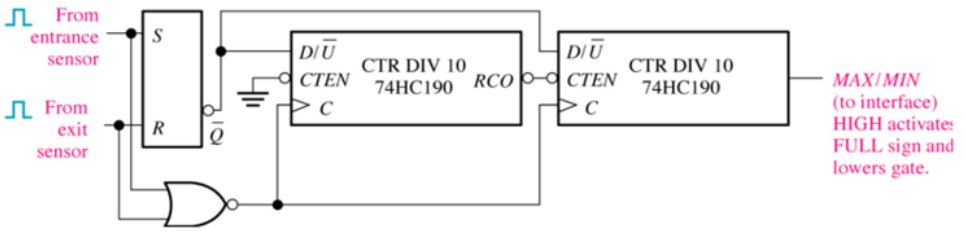 From
entrance
sensor
From
exit
sensor
S
R
Q̅
D/U̅
CTEN
C
CTR DIV 10
74HC190
RCO
D/U̅
CTEN
C
CTR DIV 10
74HC190
MAX/MIN
(to interface)
HIGH activates
FULL sign and
lowers gate.